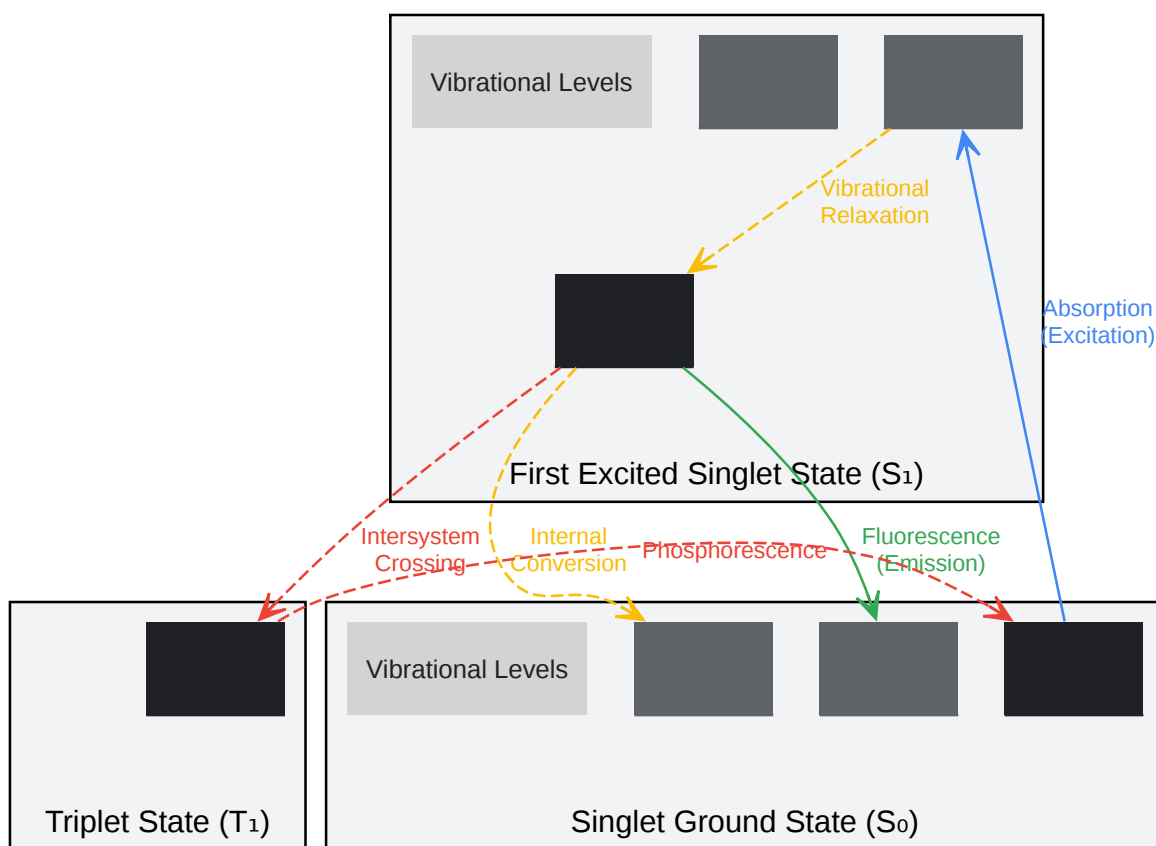 Vibrational Levels
Vibrational
Relaxation
Absorption
(Excitation)
First Excited Singlet State (S₁)
Intersystem
Crossing
Internal
Conversion
Phosphorescence
Fluorescence
(Emission)
Vibrational Levels
Triplet State (T₁)
Singlet Ground State (S₀)